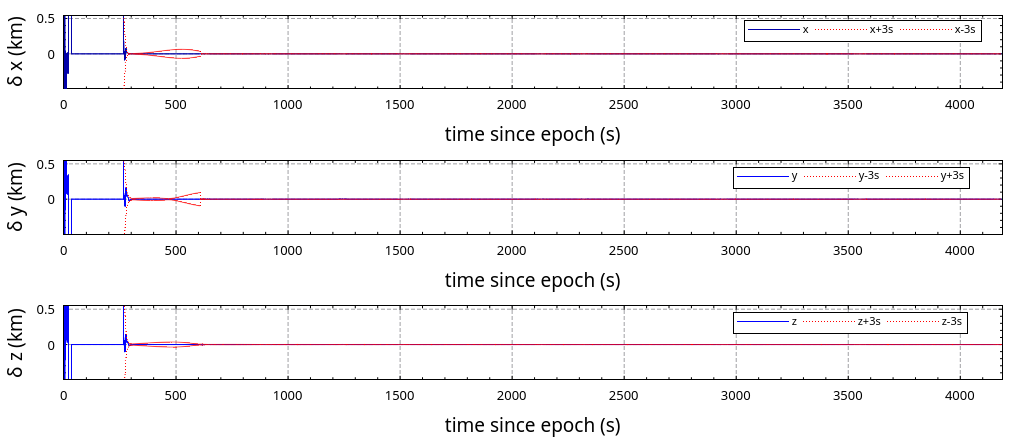 δ x (km)
0.5
0
x x+3s x-3s
0 500 1000 1500 2000 2500 3000 3500 4000
time since epoch (s)
δ y (km)
0.5
0
y y-3s y+3s
0 500 1000 1500 2000 2500 3000 3500 4000
time since epoch (s)
δ z (km)
0.5
0
z z+3s z-3s
0 500 1000 1500 2000 2500 3000 3500 4000
time since epoch (s)